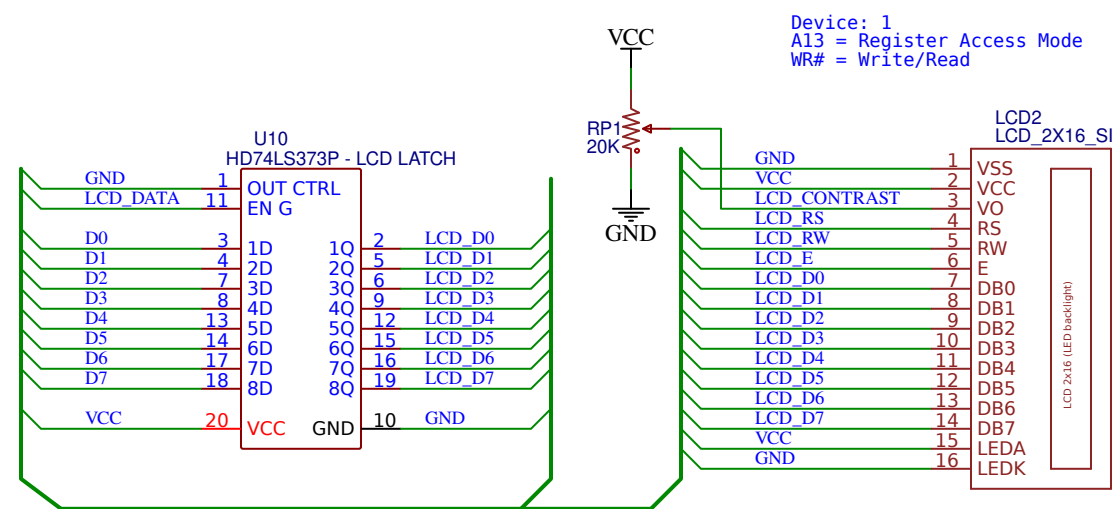 Device: 1
A13 = Register Access Mode
WR# = Write/Read
VCC
RP1
20K
GND
U10
HD74LS373P - LCD LATCH
GND 1 OUT CTRL
LCD_DATA 11 EN G
D0 3 1D 1Q 2 LCD_D0
D1 4 2D 2Q 5 LCD_D1
D2 7 3D 3Q 6 LCD_D2
D3 8 4D 4Q 9 LCD_D3
D4 13 5D 5Q 12 LCD_D4
D5 14 6D 6Q 15 LCD_D5
D6 17 7D 7Q 16 LCD_D6
D7 18 8D 8Q 19 LCD_D7
VCC 20 VCC GND 10 GND
LCD2
LCD_2X16_SI
GND 1 VSS
VCC 2 VCC
LCD_CONTRAST 3 VO
LCD_RS 4 RS
LCD_RW 5 RW
LCD_E 6 E
LCD_D0 7 DB0
LCD_D1 8 DB1
LCD_D2 9 DB2
LCD_D3 10 DB3
LCD_D4 11 DB4
LCD_D5 12 DB5
LCD_D6 13 DB6
LCD_D7 14 DB7
VCC 15 LEDA
GND 16 LEDK
LCD 2x16 (LED backlight)